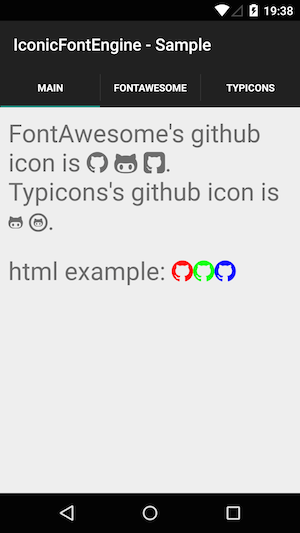 19:38
IconicFontEngine - Sample
MAIN FONTAWESOME TYPICONS
FontAwesome's github
icon is .
Typicons's github icon is
.
html example: